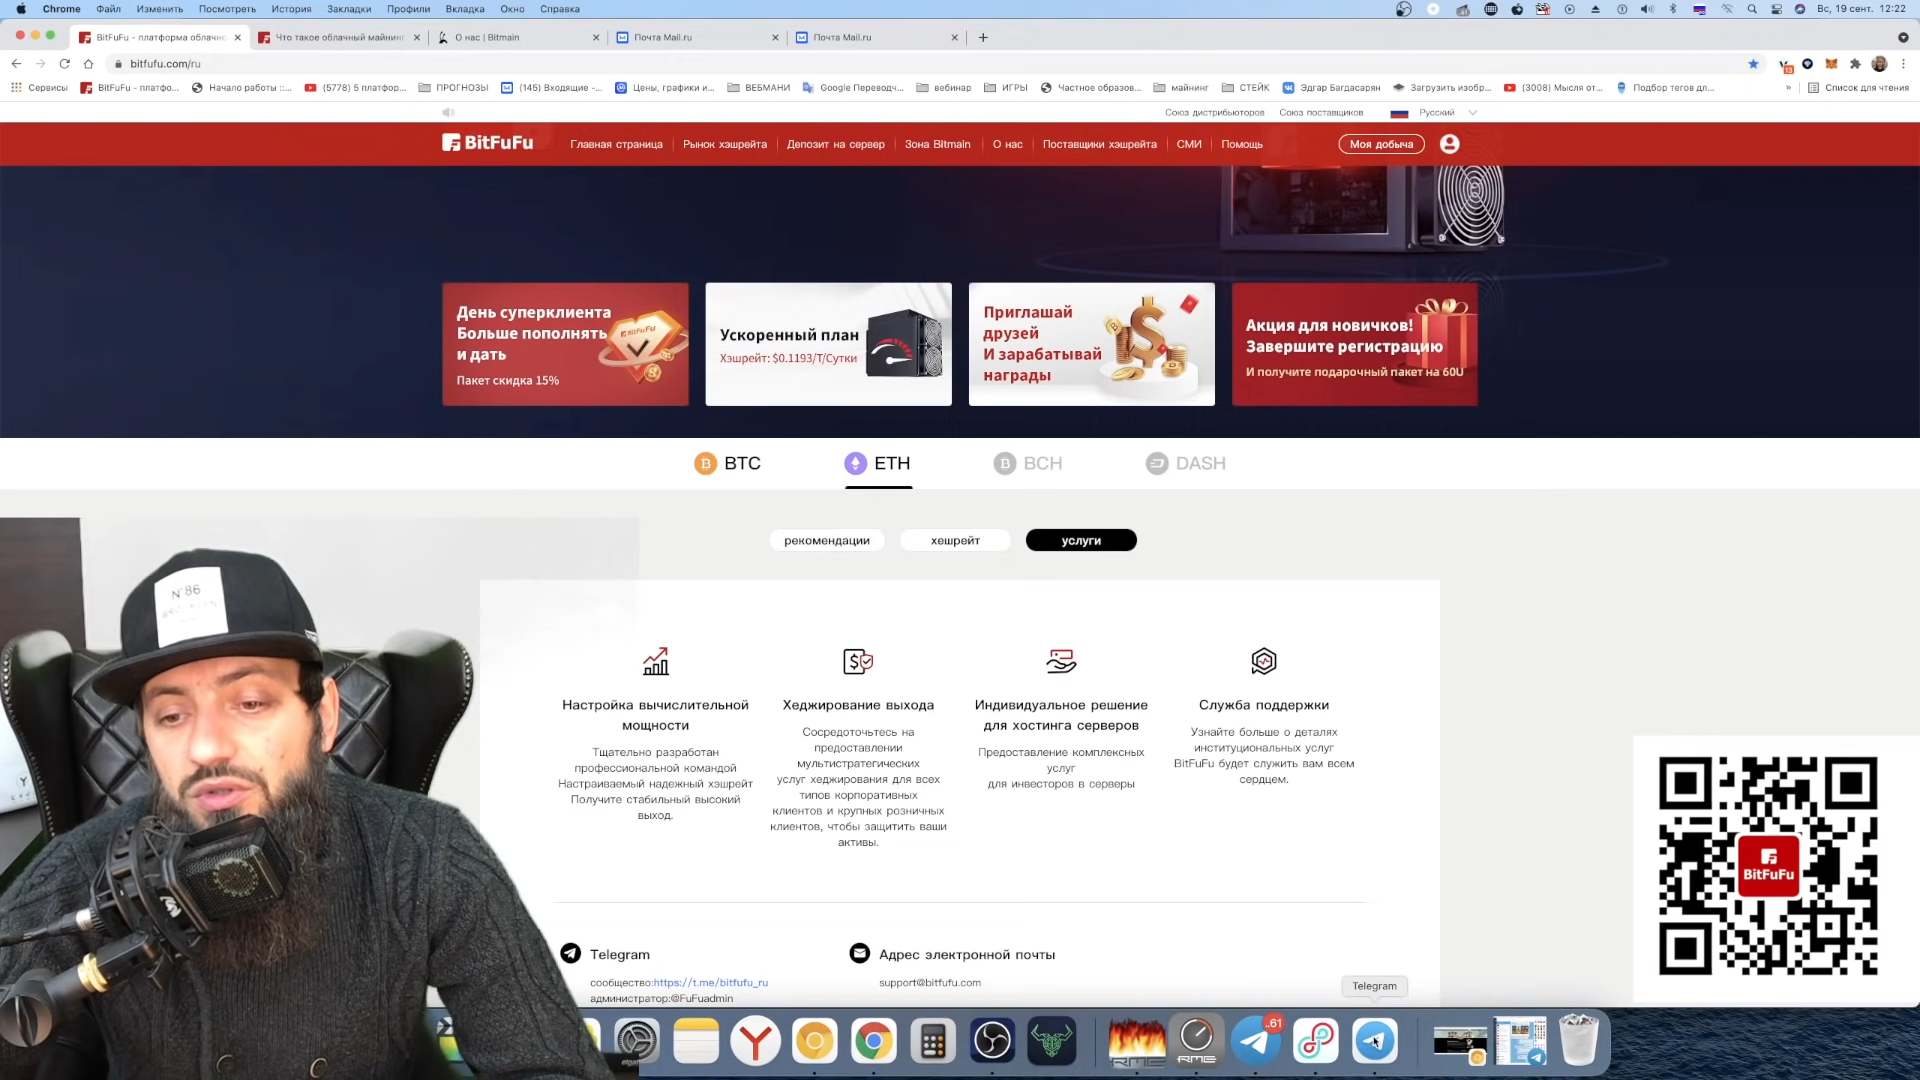 Chrome Файл Изменить Посмотреть История Закладки Профили Вкладка Окно Справка
Вс, 19 сент. 12:22
BitFuFu - платформа облачно
Что такое облачный майнинг
О нас | Bitmain
Почта Mail.ru
Почта Mail.ru
bitfufu.com/ru
13
Сервисы
BitFuFu - платфо...
Начало работы ::...
(5778) 5 платфор...
ПРОГНОЗЫ
(145) Входящие -...
Цены, графики и...
ВЕБМАНИ
Google Переводч...
вебинар
ИГРЫ
Частное образов...
майнинг
СТЕЙК
Эдгар Багдасарян
Загрузить изобр...
(3008) Мысля от...
Подбор тегов дл...
»
Список для чтения
Союз дистрибьюторов Союз поставщиков Русский
BitFuFu
Главная страница Рынок хэшрейта Депозит на сервер Зона Bitmain О нас Поставщики хэшрейта СМИ Помощь
Моя добыча
День суперклиента
Больше пополнять
и дать
Пакет скидка 15%
BitFuFu
Ускоренный план
Хэшрейт: $0.1193/T/Сутки
Приглашай
друзей
И зарабатывай
награды
Акция для новичков!
Завершите регистрацию
И получите подарочный пакет на 60U
BTC ETH BCH DASH
рекомендации хешрейт услуги
Настройка вычислительной
мощности
Тщательно разработан
профессиональной командой
Настраиваемый надежный хэшрейт
Получите стабильный высокий
выход.
Хеджирование выхода
Сосредоточьтесь на
предоставлении
мультистратегических
услуг хеджирования для всех
типов корпоративных
клиентов и крупных розничных
клиентов, чтобы защитить ваши
активы.
Индивидуальное решение
для хостинга серверов
Предоставление комплексных
услуг
для инвесторов в серверы
Служба поддержки
Узнайте больше о деталях
институциональных услуг
BitFuFu будет служить вам всем
сердцем.
N°86
Telegram
сообщество:https://t.me/bitfufu_ru
администратор:@FuFuadmin
Адрес электронной почты
support@bitfufu.com
BitFuFu
Telegram
RME
RME
..61